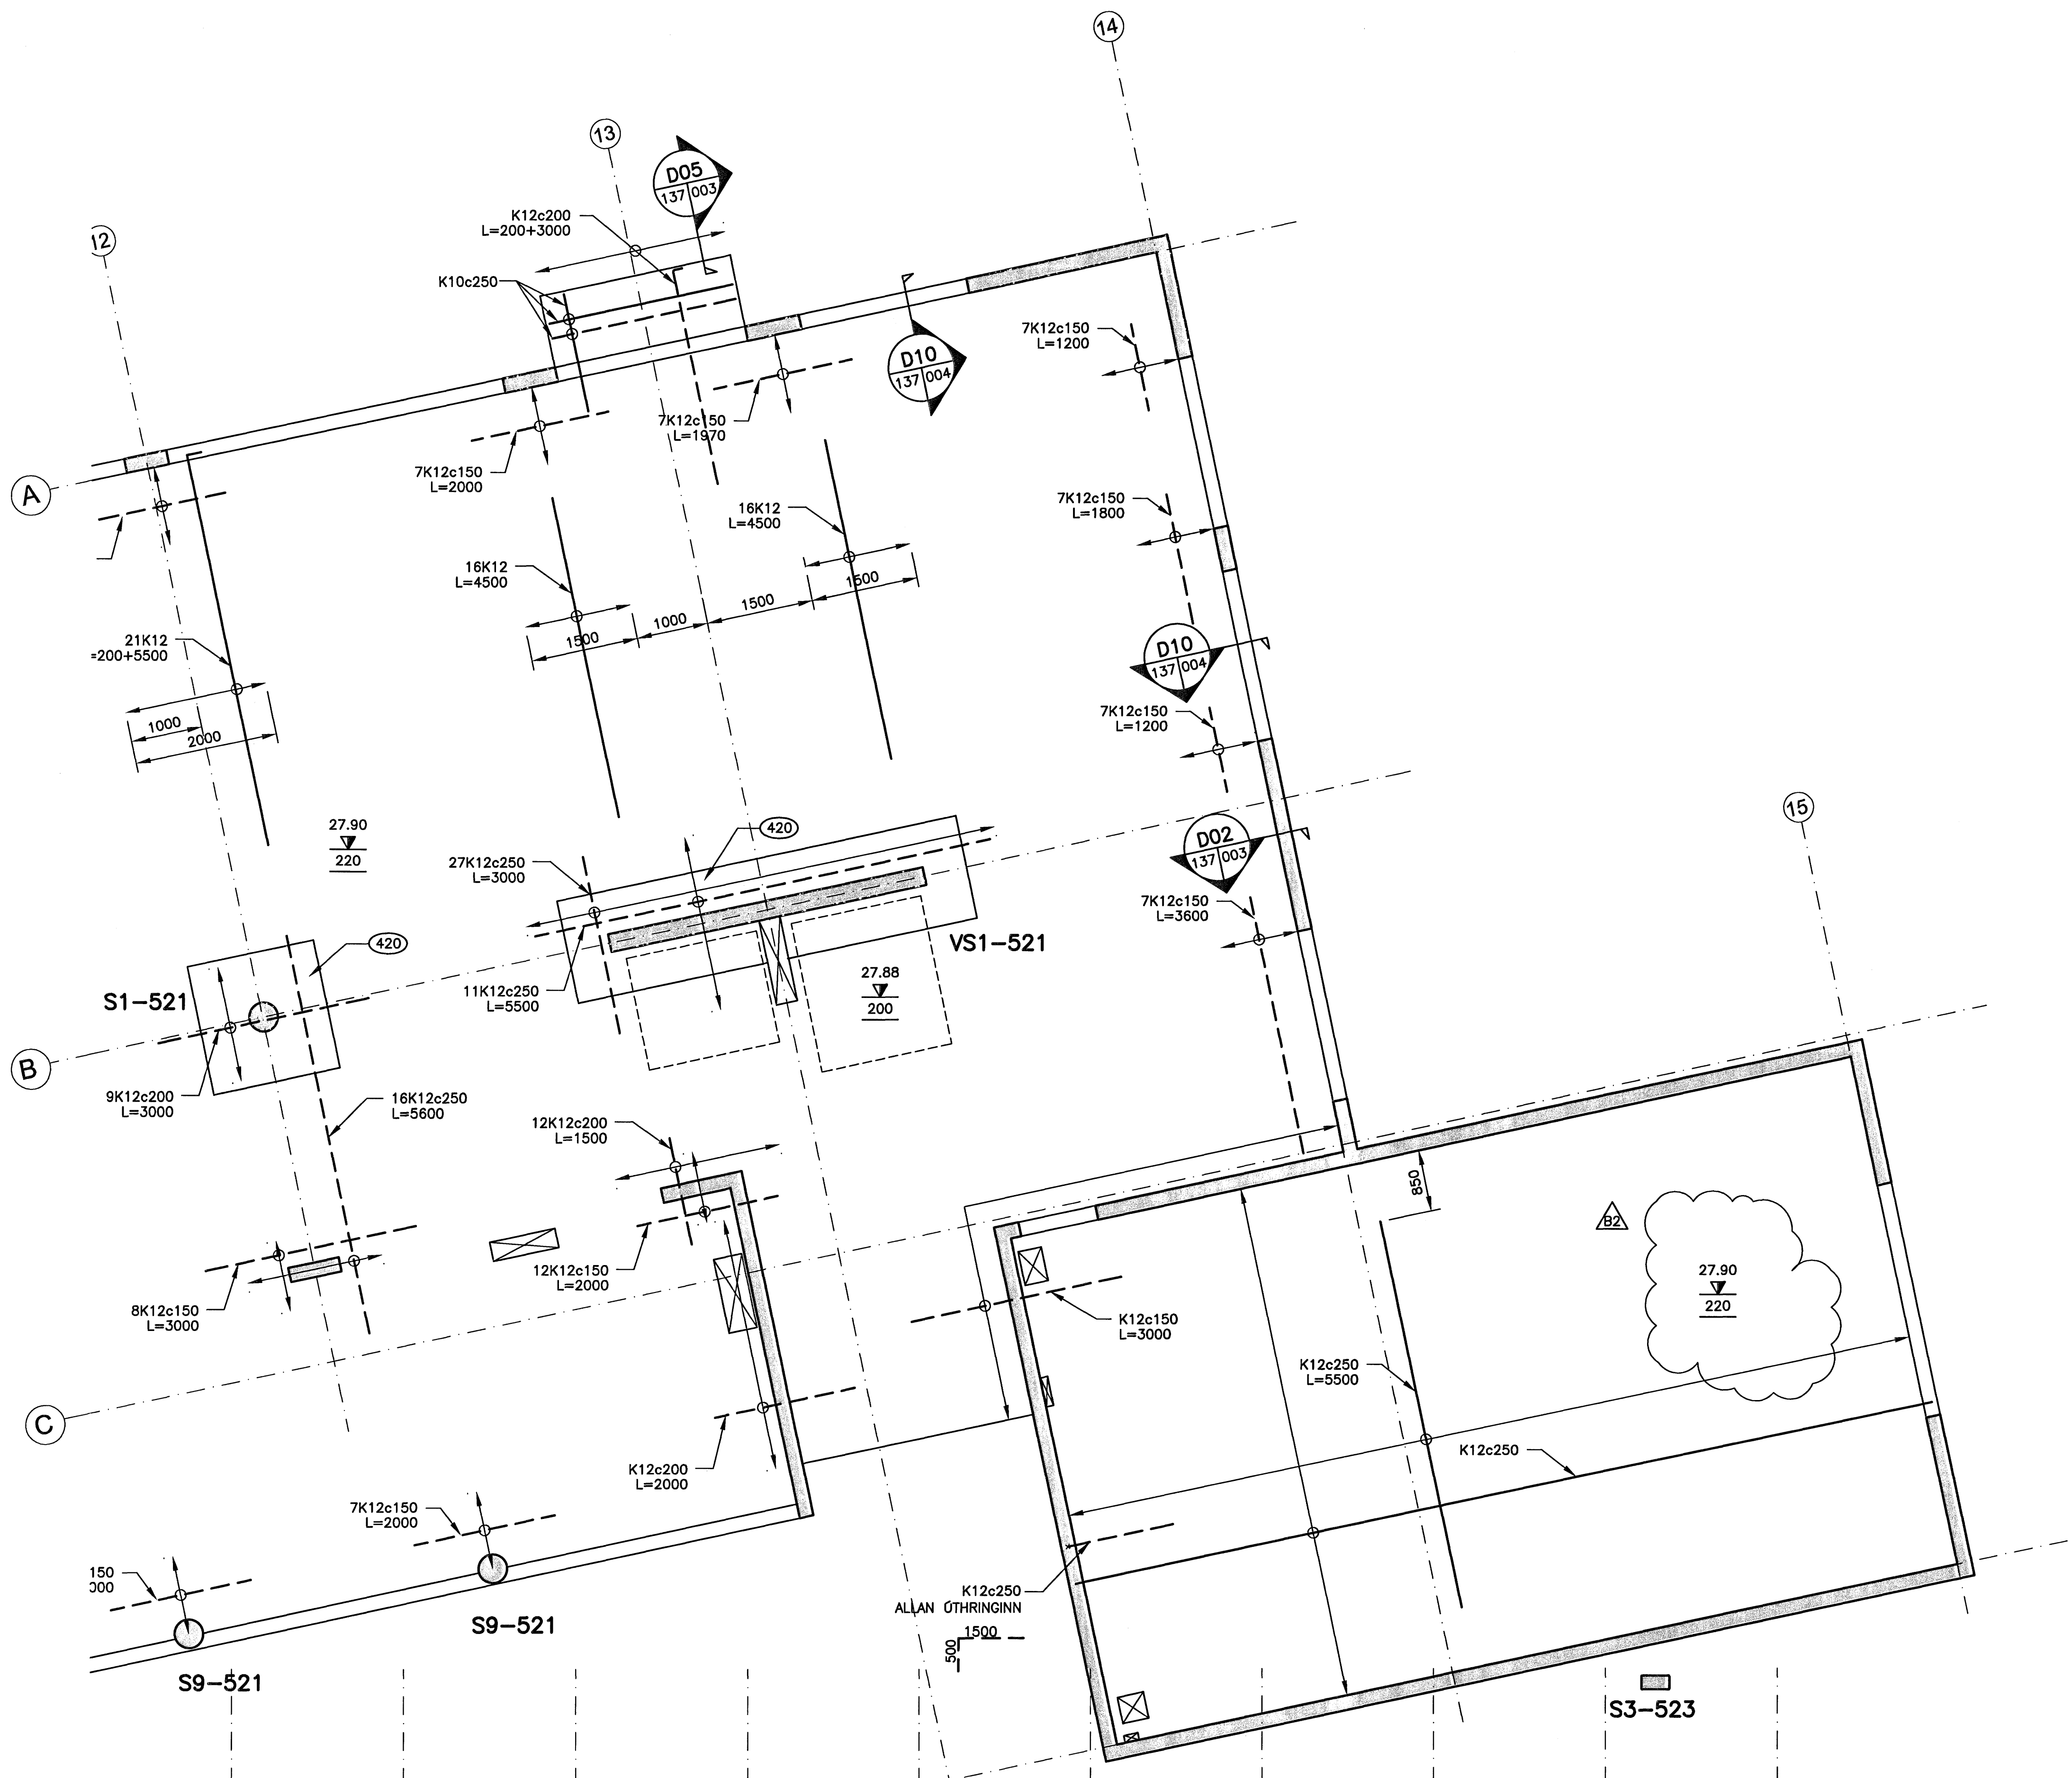 14
13
D05
137 003
12
K12c200
L=200+3000
K10c250
7K12c150
L=1200
D10
137 004
7K12c150
L=1970
7K12c150
L=2000
A
16K12
L=4500
7K12c150
L=1800
16K12
L=4500
1500
1500
1000
1500
21K12
=200+5500
D10
137 004
1000
2000
7K12c150
L=1200
15
27.90
220
420
D02
137 003
27K12c250
L=3000
7K12c150
L=3600
420
VS1-521
S1-521
27.88
200
11K12c250
L=5500
B
9K12c200
L=3000
16K12c250
L=5600
12K12c200
L=1500
850
B2
12K12c150
L=2000
27.90
220
8K12c150
L=3000
K12c150
L=3000
K12c250
L=5500
C
K12c250
K12c200
L=2000
7K12c150
L=2000
150
000
K12c250
ALLAN ÚTHRINGINN
1500
500
S9-521
S9-521
S3-523